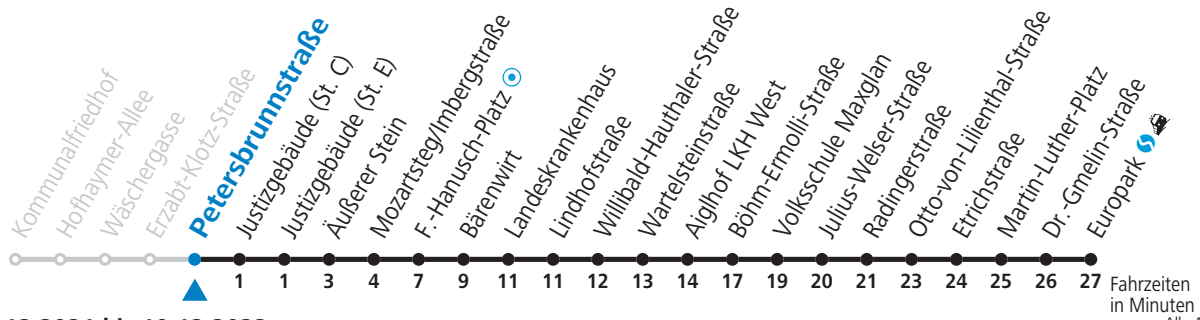 Kommunalfriedhof
Hofhaymer-Allee
Wäschergasse
Erzabt-Klotz-Straße
Petersbrunnstraße
Justizgebäude (St. C)
Justizgebäude (St. E)
Äußerer Stein
Mozartsteg/Imbergstraße
F.-Hanusch-Platz
Bärenwirt
Landeskrankenhaus
Lindhofstraße
Willibald-Hauthaler-Straße
Wartelsteinstraße
Aiglhof LKH West
Böhm-Ermolli-Straße
Volksschule Maxglan
Julius-Welser-Straße
Radingerstraße
Otto-von-Lilienthal-Straße
Etrichstraße
Martin-Luther-Platz
Dr.-Gmelin-Straße
Europark
1 1 3 4 7 9 11 11 12 13 14 17 19 20 21 23 24 25 26 27
Fahrzeiten
in Minuten